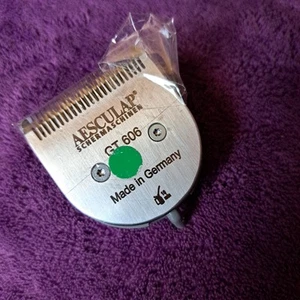 AESCULAP®
SCHERMASCHINEN
GT 606
Made in Germany